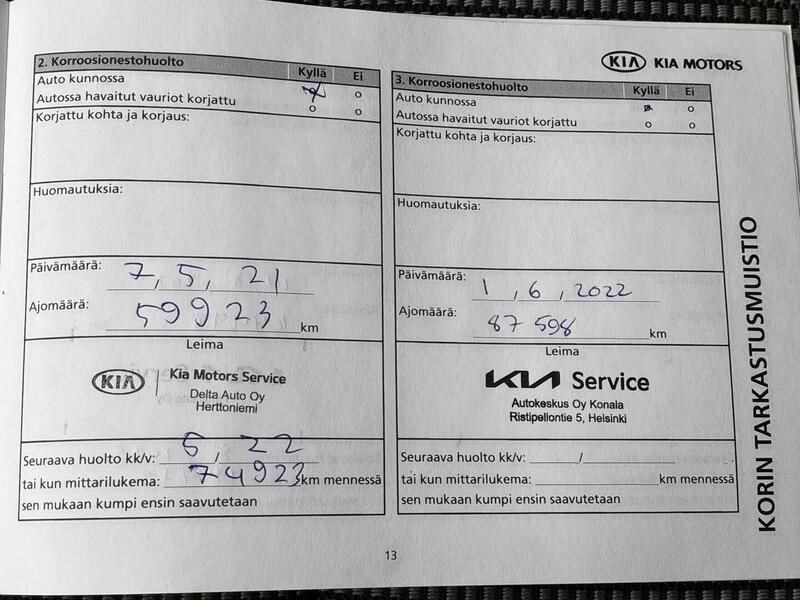 KIA KIA MOTORS
2. Korroosionestohuolto Kyllä Ei
Auto kunnossa
Autossa havaitut vauriot korjattu
Korjattu kohta ja korjaus:
Huomautuksia:
Päivämäärä: 7, 5, 21
Ajomäärä: 59923 km
Leima
KIA Kia Motors Service
Delta Auto Oy
Herttoniemi
Seuraava huolto kk/v: 5 / 22
tai kun mittarilukema: 74923 km mennessä
sen mukaan kumpi ensin saavutetaan
3. Korroosionestohuolto Kyllä Ei
Auto kunnossa
Autossa havaitut vauriot korjattu
Korjattu kohta ja korjaus:
Huomautuksia:
Päivämäärä: 1, 6, 2022
Ajomäärä: 87 598 km
Leima
KIA Service
Autokeskus Oy Konala
Ristipellontie 5, Helsinki
Seuraava huolto kk/v: /
tai kun mittarilukema: km mennessä
sen mukaan kumpi ensin saavutetaan
KORIN TARKASTUSMUISTIO
13